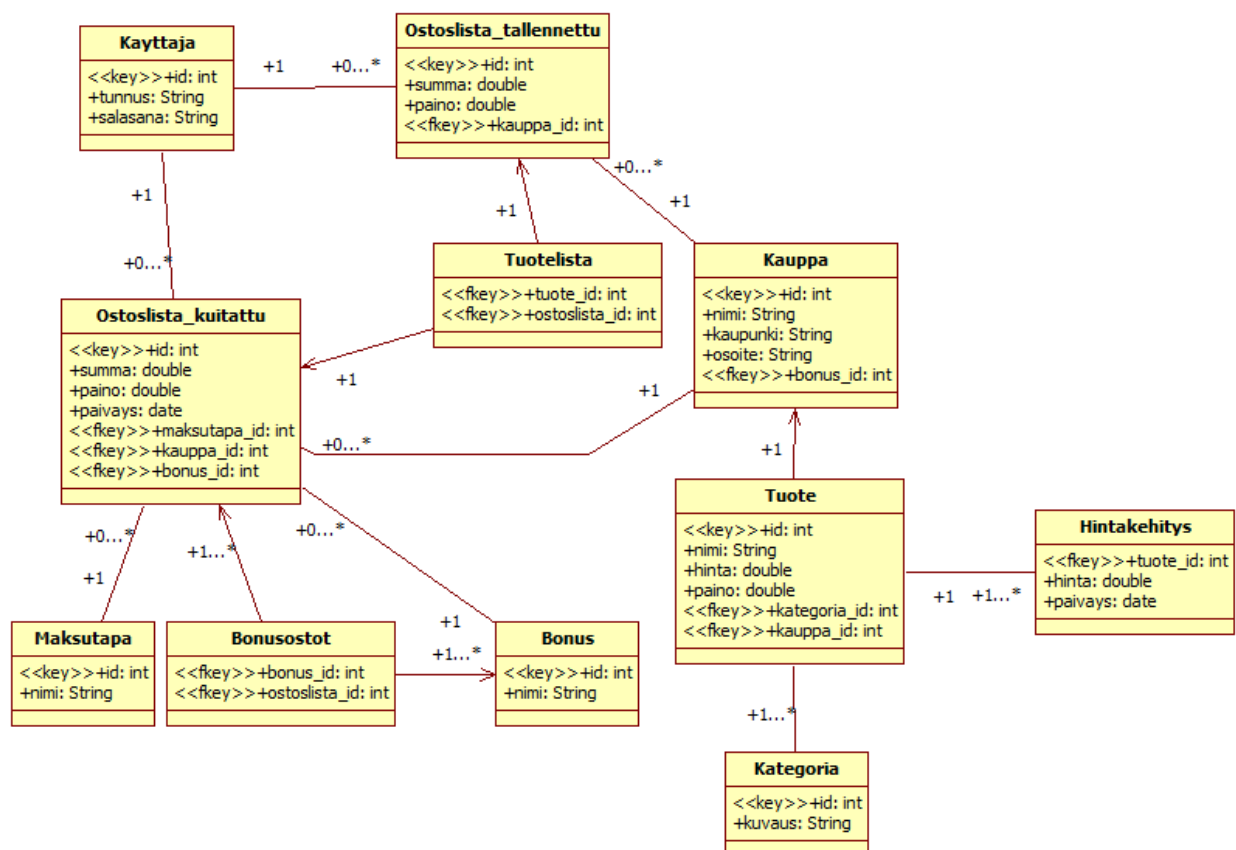 Kayttaja
<<key>>+id: int
+tunnus: String
+salasana: String
+1
+0...*
Ostoslista_tallennettu
<<key>>+id: int
+summa: double
+paino: double
<<fkey>>+kauppa_id: int
+0...*
+1
+1
+1
+0...*
Tuotelista
<<fkey>>+tuote_id: int
<<fkey>>+ostoslista_id: int
Kauppa
<<key>>+id: int
+nimi: String
+kaupunki: String
+osoite: String
<<fkey>>+bonus_id: int
Ostoslista_kuitattu
<<key>>+id: int
+summa: double
+paino: double
+paivays: date
<<fkey>>+maksutapa_id: int
<<fkey>>+kauppa_id: int
<<fkey>>+bonus_id: int
+1
+1
+0...*
+1
Tuote
<<key>>+id: int
+nimi: String
+hinta: double
+paino: double
<<fkey>>+kategoria_id: int
<<fkey>>+kauppa_id: int
+1
+1...*
Hintakehitys
<<fkey>>+tuote_id: int
+hinta: double
+paivays: date
+0...*
+1
+1...*
+0...*
+1
+1...*
Maksutapa
<<key>>+id: int
+nimi: String
Bonusostot
<<fkey>>+bonus_id: int
<<fkey>>+ostoslista_id: int
Bonus
<<key>>+id: int
+nimi: String
+1...*
Kategoria
<<key>>+id: int
+kuvaus: String